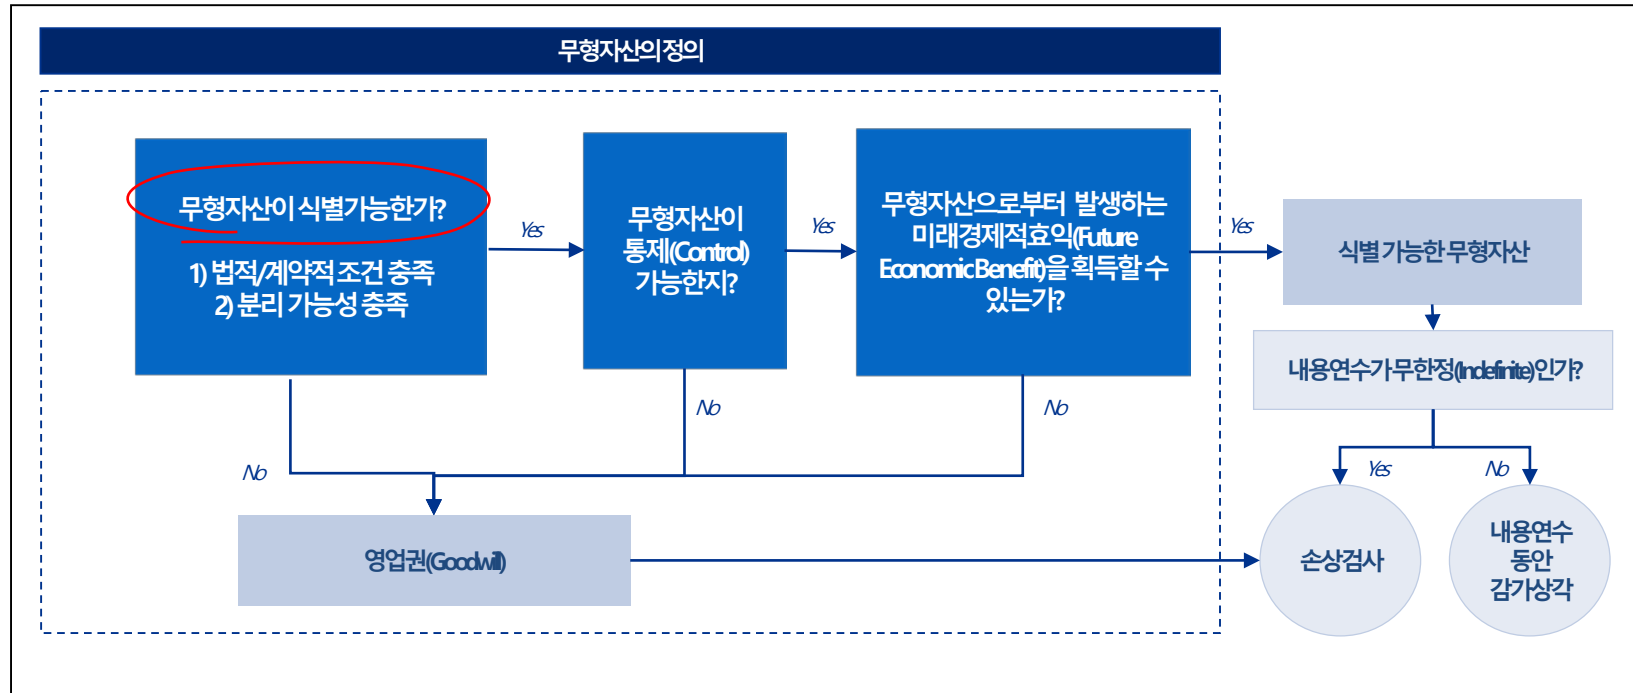 무형자산의 정의
무형자산이 식별가능한가?
1) 법적/계약적 조건 충족
2) 분리 가능성 충족
Yes
무형자산이
통제(Control)
가능한지?
Yes
무형자산으로부터 발생하는
미래경제적효익(Future
Economic Benefit)을 획득할 수
있는가?
Yes
식별 가능한 무형자산
내용연수가 무한정(Indefinite)인가?
No
No
No
Yes
No
영업권(Goodwill)
손상검사
내용연수
동안
감가상각